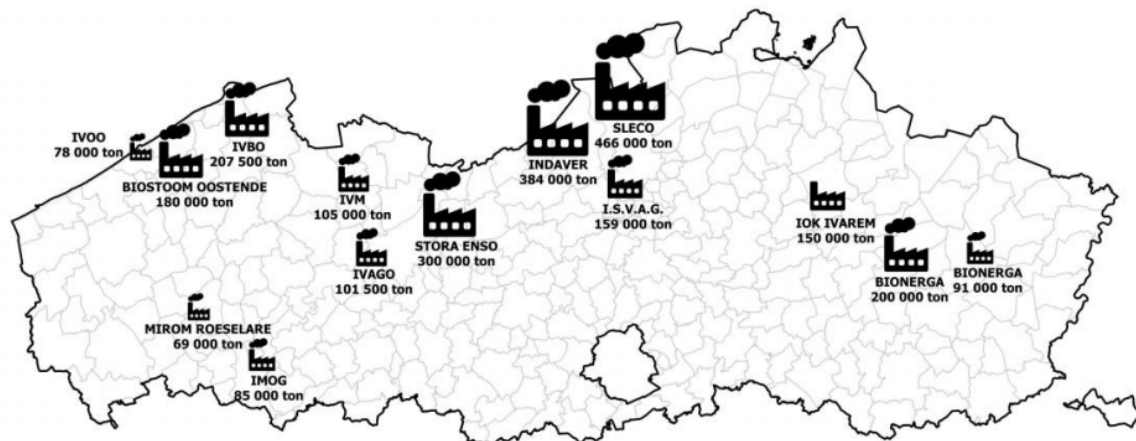 IVOO
78 000 ton
BIOSTOOM OOSTENDE
180 000 ton
IVBO
207 500 ton
IVM
105 000 ton
IVAGO
101 500 ton
STORA ENSO
300 000 ton
MIROM ROESELARE
69 000 ton
IMOG
85 000 ton
INDAVER
384 000 ton
SLECO
466 000 ton
I.S.V.A.G.
159 000 ton
IOK IVAREM
150 000 ton
BIONERGA
200 000 ton
BIONERGA
91 000 ton